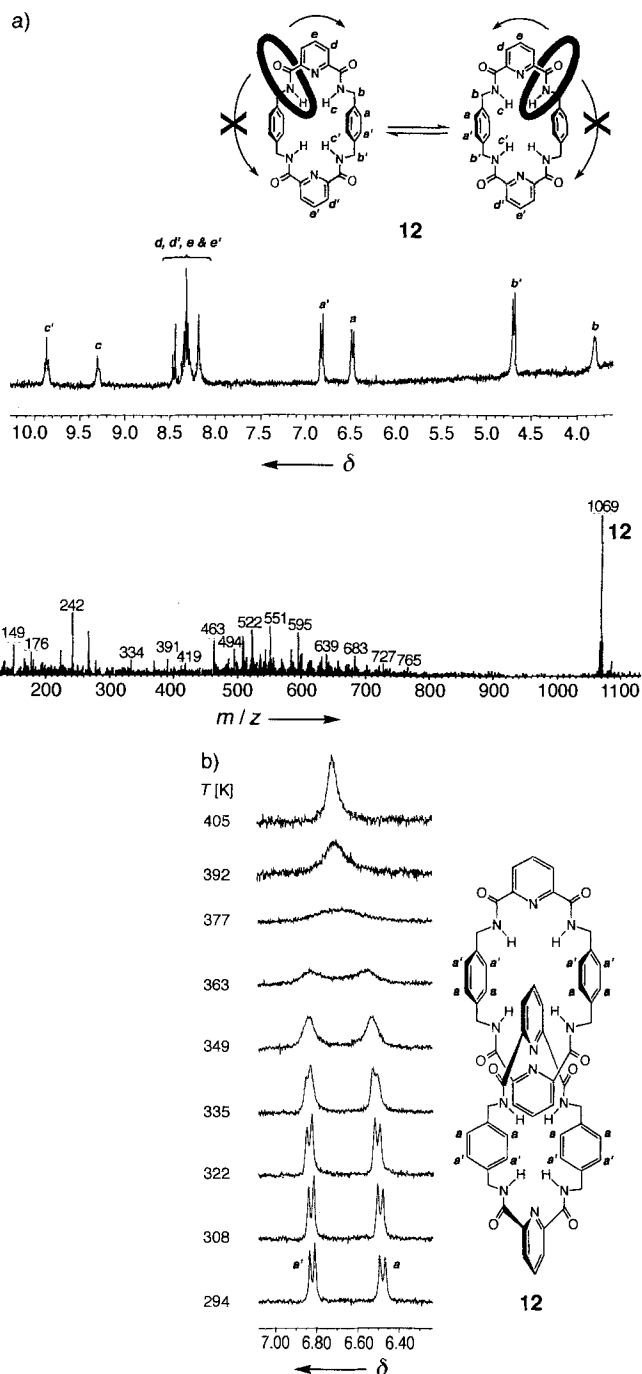 a)
e e
d d
O N O O N O
N N N N
H H H H
b b
c c
a a
a' a'
c' c'
H H H H
N N N N
b' b'
O N O O N O
d' d'
e' e'
12
d, d', e & e'
c' c a' a b' b
10.0 9.5 9.0 8.5 8.0 7.5 7.0 6.5 6.0 5.5 5.0 4.5 4.0
δ
1069
12
149 176 242 334 391 419 463 494 522 551 595 639 683 727 765
200 300 400 500 600 700 800 900 1000 1100
m / z
b)
T [K]
405
392
377
363
349
335
322
308
294
a' a
7.00 6.80 6.60 6.40
δ
O N O
N N
H H
a' a' a' a'
a a a a
H H
N N
N
O N O
O O
N N
H H
a a a a
a' a' a' a'
N H H N
O N O
12